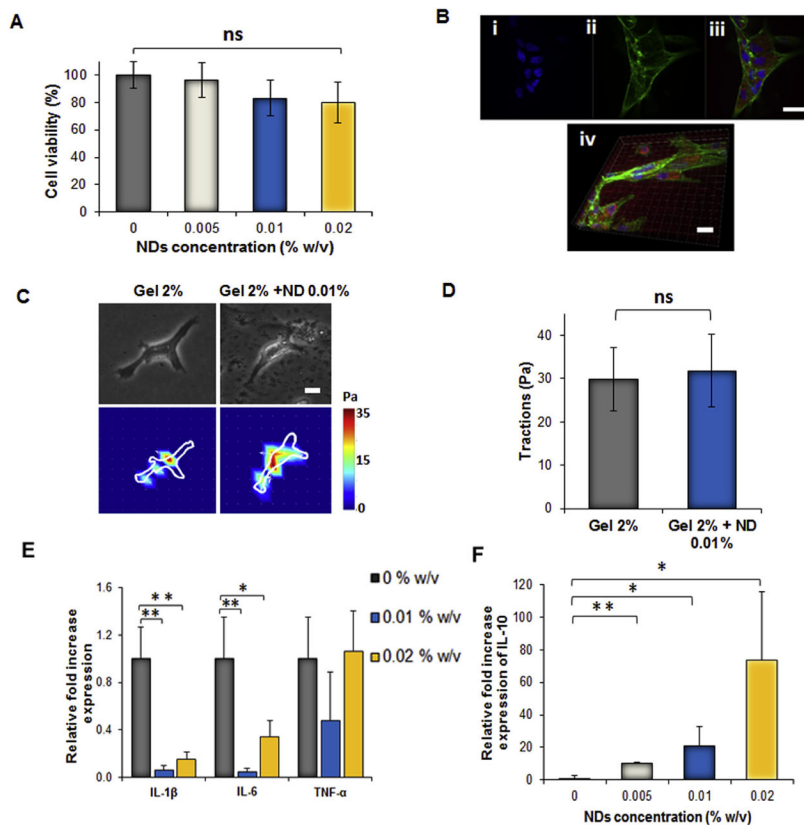 A
ns
Cell viability (%)
120
100
80
60
40
20
0
0 0.005 0.01 0.02
NDs concentration (% w/v)
B
i ii iii
iv
C
Gel 2% Gel 2% +ND 0.01%
Pa
35
15
0
D
ns
Tractions (Pa)
40
30
20
10
0
Gel 2% Gel 2% + ND
0.01%
E
Relative fold increase
expression
1.6
1.2
0.8
0.4
0.0
** **
** *
IL-1β IL-6 TNF-α
0 % w/v
0.01 % w/v
0.02 % w/v
F
Relative fold increase
expression of IL-10
120
100
80
60
40
20
0
*
*
**
0 0.005 0.01 0.02
NDs concentration (% w/v)